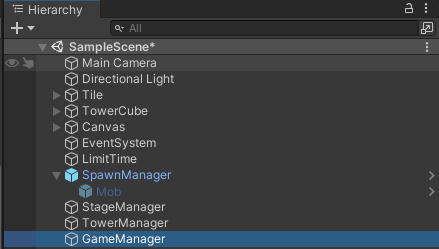 Hierarchy
All
SampleScene*
Main Camera
Directional Light
Tile
TowerCube
Canvas
EventSystem
LimitTime
SpawnManager
Mob
StageManager
TowerManager
GameManager